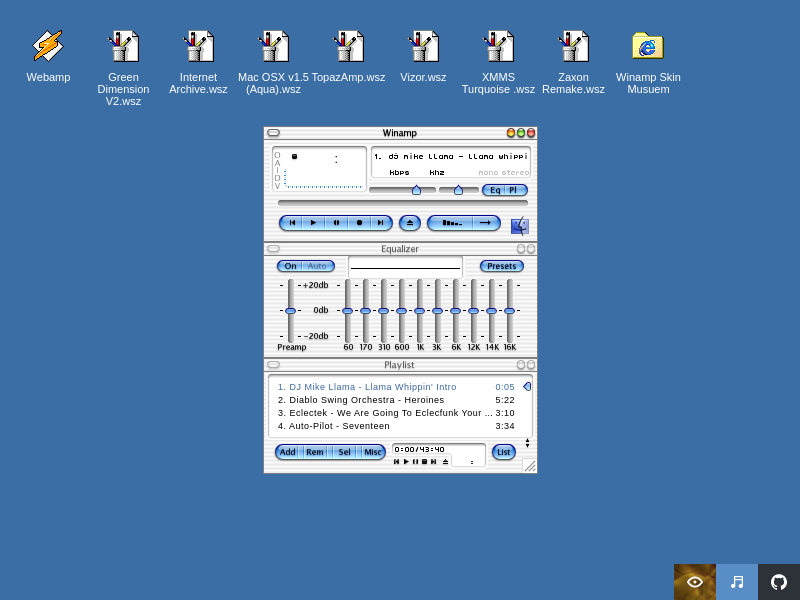 Webamp
Green Dimension V2.wsz
Internet Archive.wsz
Mac OSX v1.5 (Aqua).wsz
TopazAmp.wsz
Vizor.wsz
XMMS Turquoise .wsz
Zaxon Remake.wsz
Winamp Skin Musuem
Winamp
O
A
I
D
V
1. dj mike llama - llama whippi
kbps khz mono stereo
Eq Pl
Equalizer
On Auto Presets
+20db
0db
-20db
Preamp 60 170 310 600 1K 3K 6K 12K 14K 16K
Playlist
1. DJ Mike Llama - Llama Whippin' Intro 0:05
2. Diablo Swing Orchestra - Heroines 5:22
3. Eclectek - We Are Going To Eclecfunk Your ... 3:10
4. Auto-Pilot - Seventeen 3:34
Add Rem Sel Misc 0:00/43:40 List
: